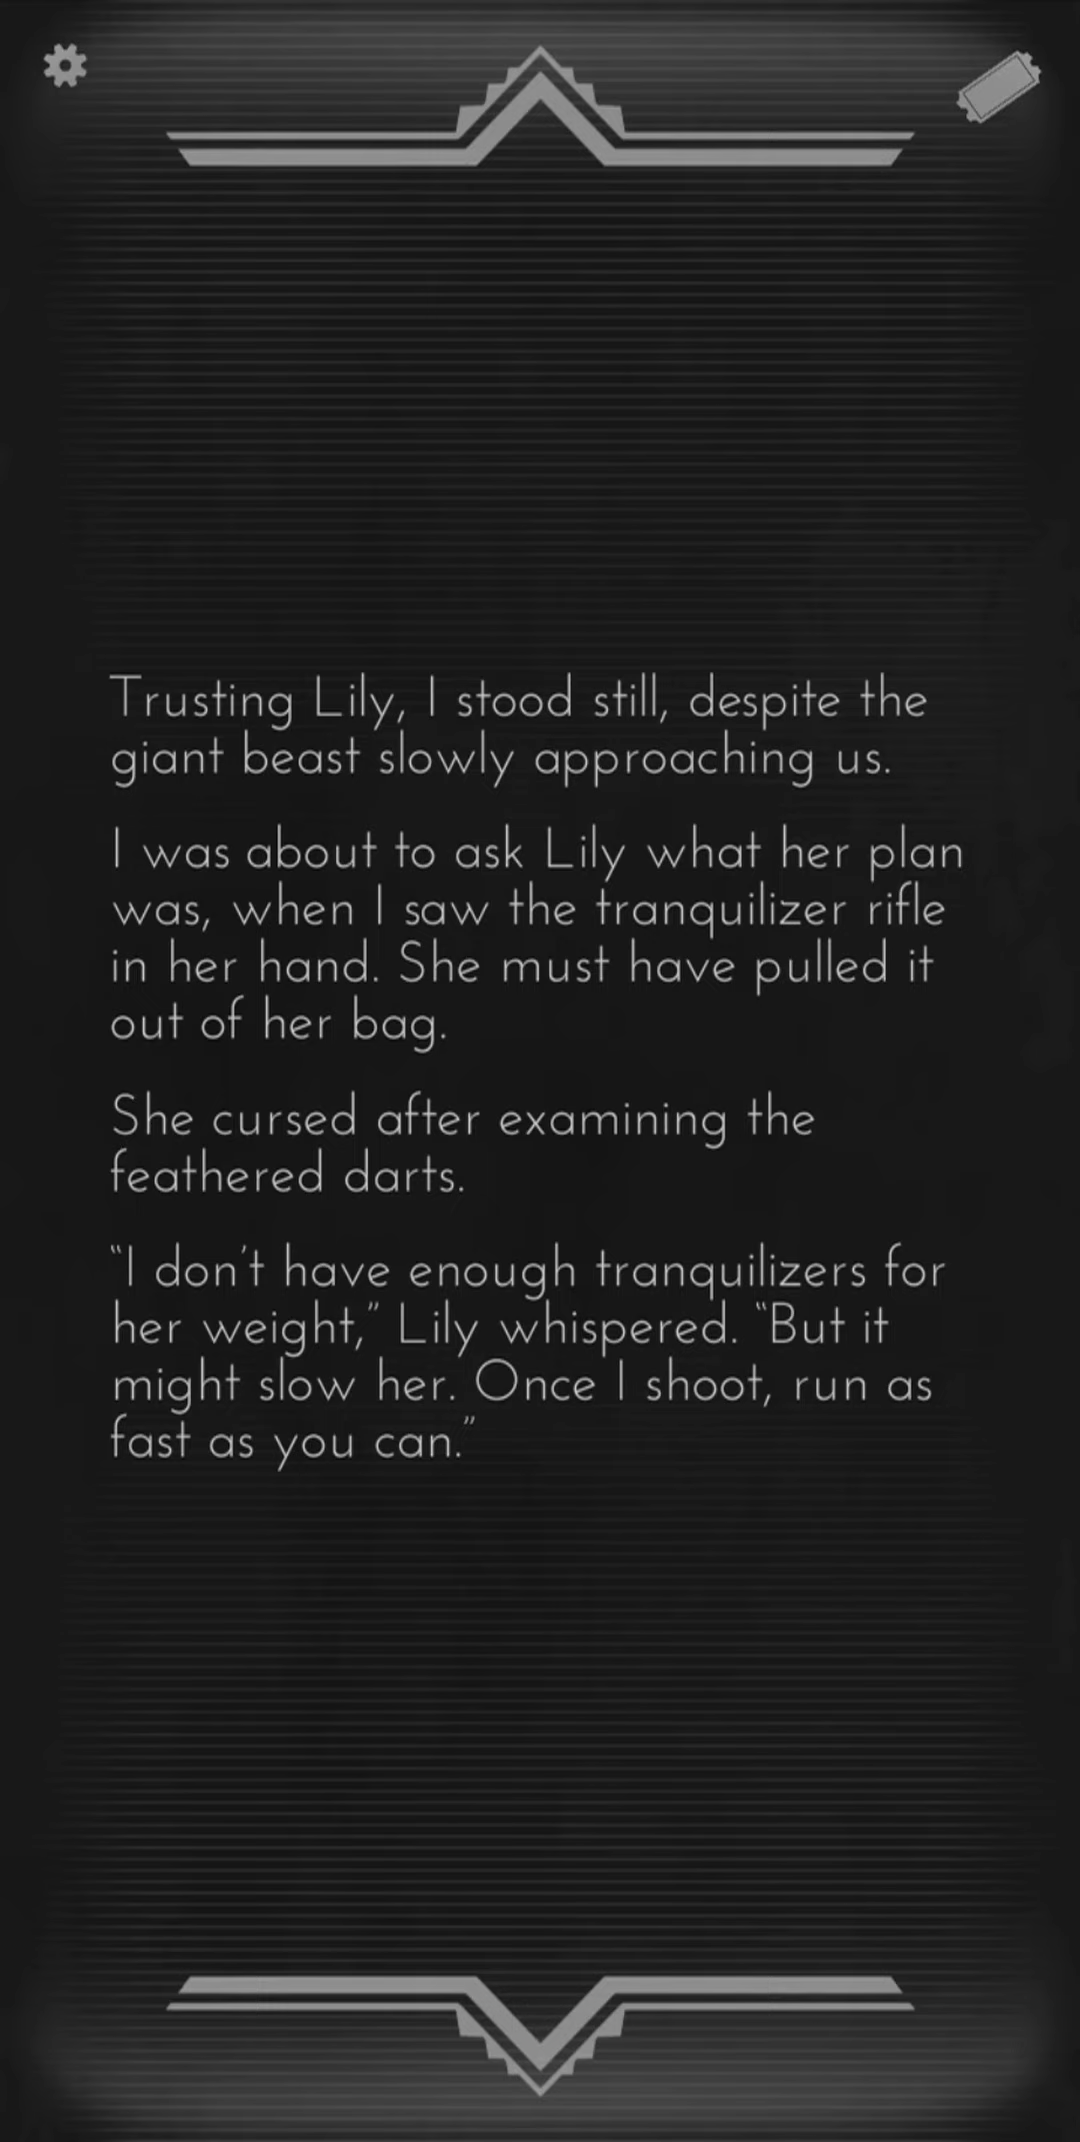 Trusting Lily, I stood still, despite the
giant beast slowly approaching us.
I was about to ask Lily what her plan
was, when I saw the tranquilizer rifle
in her hand. She must have pulled it
out of her bag.
She cursed after examining the
feathered darts.
“I don’t have enough tranquilizers for
her weight,” Lily whispered. “But it
might slow her. Once I shoot, run as
fast as you can.”